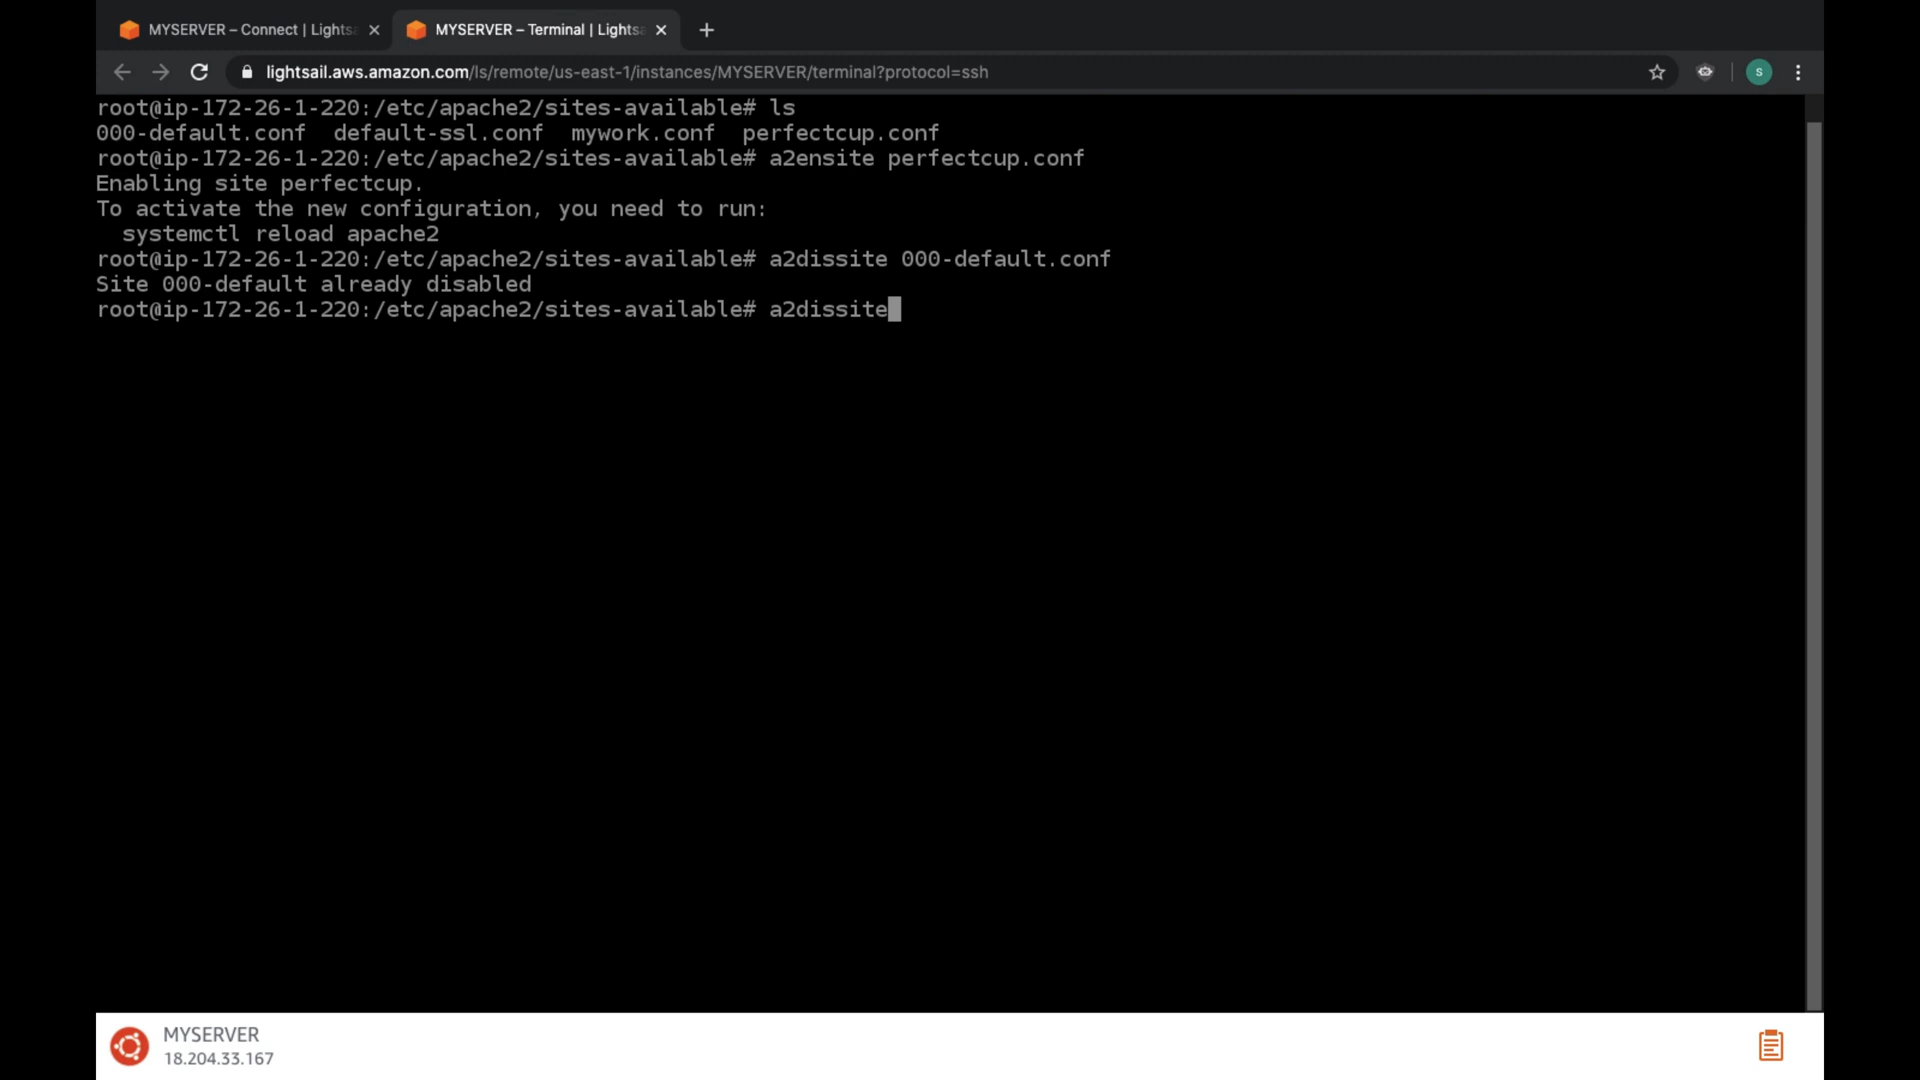 MYSERVER – Connect | Lights
MYSERVER – Terminal | Lights
lightsail.aws.amazon.com/ls/remote/us-east-1/instances/MYSERVER/terminal?protocol=ssh
S
root@ip-172-26-1-220:/etc/apache2/sites-available# ls
000-default.conf  default-ssl.conf  mywork.conf  perfectcup.conf
root@ip-172-26-1-220:/etc/apache2/sites-available# a2ensite perfectcup.conf
Enabling site perfectcup.
To activate the new configuration, you need to run:
  systemctl reload apache2
root@ip-172-26-1-220:/etc/apache2/sites-available# a2dissite 000-default.conf
Site 000-default already disabled
root@ip-172-26-1-220:/etc/apache2/sites-available# a2dissite
MYSERVER
18.204.33.167